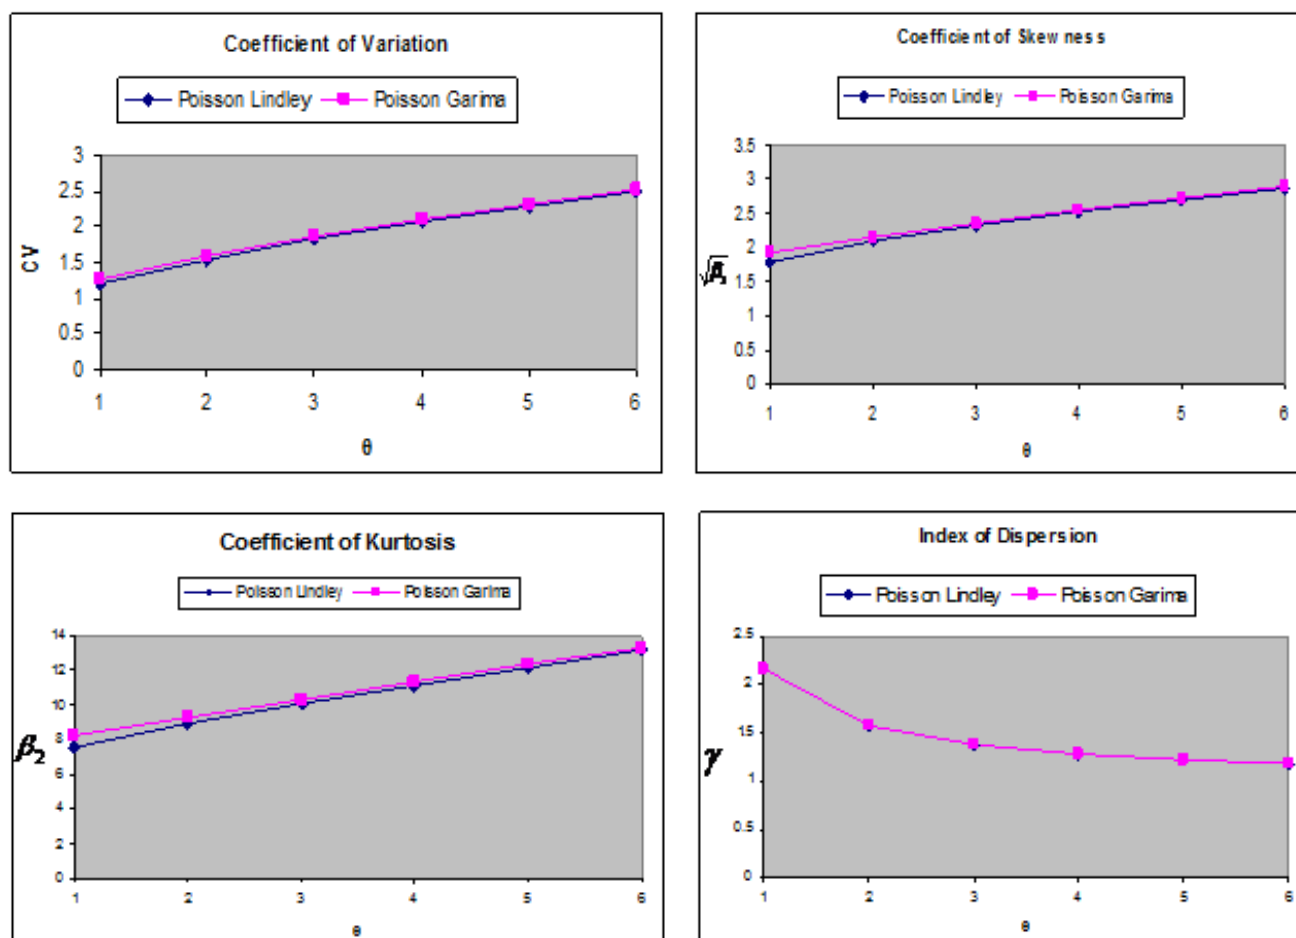 Coefficient of Variation
Poisson Lindley Poisson Garima
3
2.5
2
1.5
1
0.5
0
CV
1 2 3 4 5 6
θ
Coefficient of Skewness
Poisson Lindley Poisson Garima
3.5
3
2.5
2
1.5
1
0.5
0
1 2 3 4 5 6
θ
Coefficient of Kurtosis
Poisson Lindley Poisson Garima
14
12
10
8
6
4
2
0
β₂
1 2 3 4 5 6
θ
Index of Dispersion
Poisson Lindley Poisson Garima
2.5
2
1.5
1
0.5
0
γ
1 2 3 4 5 6
θ